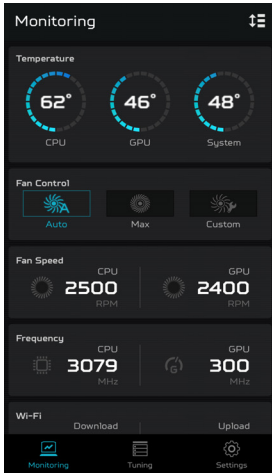 Monitoring
Temperature
62° 46° 48°
CPU GPU System
Fan Control
A
Auto Max Custom
Fan Speed
CPU GPU
2500 2400
RPM RPM
Frequency
CPU GPU
G
3079 300
MHz MHz
Wi-Fi
Download Upload
Monitoring Tuning Settings